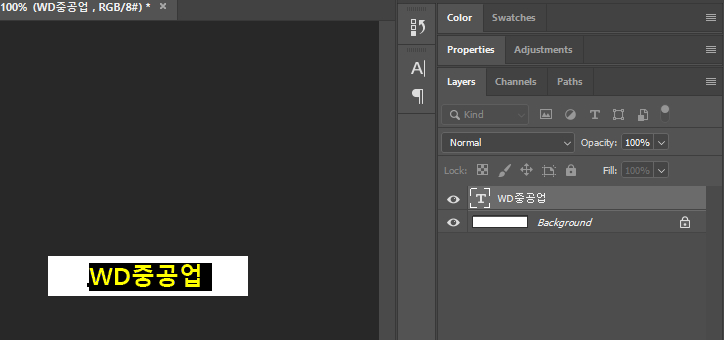 100% (WD중공업 , RGB/8#) * ×
Color Swatches
Properties Adjustments
Layers Channels Paths
Kind
Normal Opacity: 100%
Lock: Fill: 100%
T WD중공업
Background
WD중공업